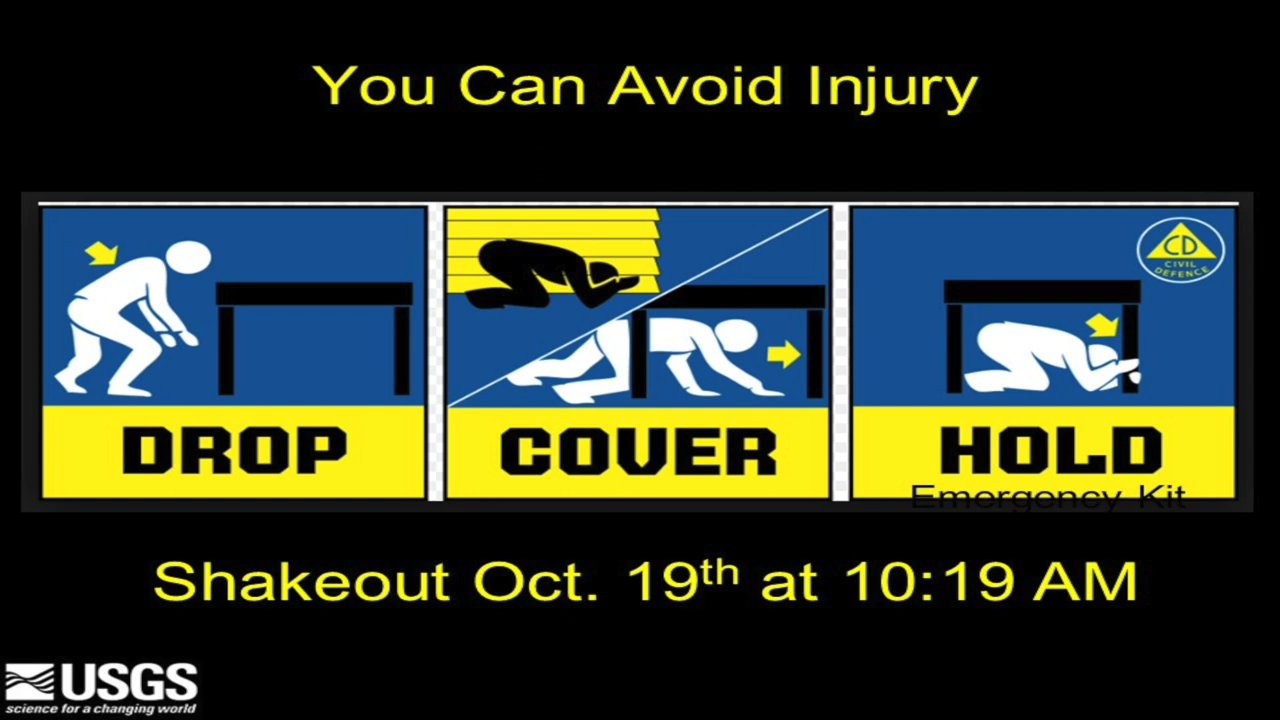 You Can Avoid Injury
CD
CIVIL
DEFENCE
DROP
COVER
HOLD
Emergency Kit
Shakeout Oct. 19th at 10:19 AM
USGS
science for a changing world